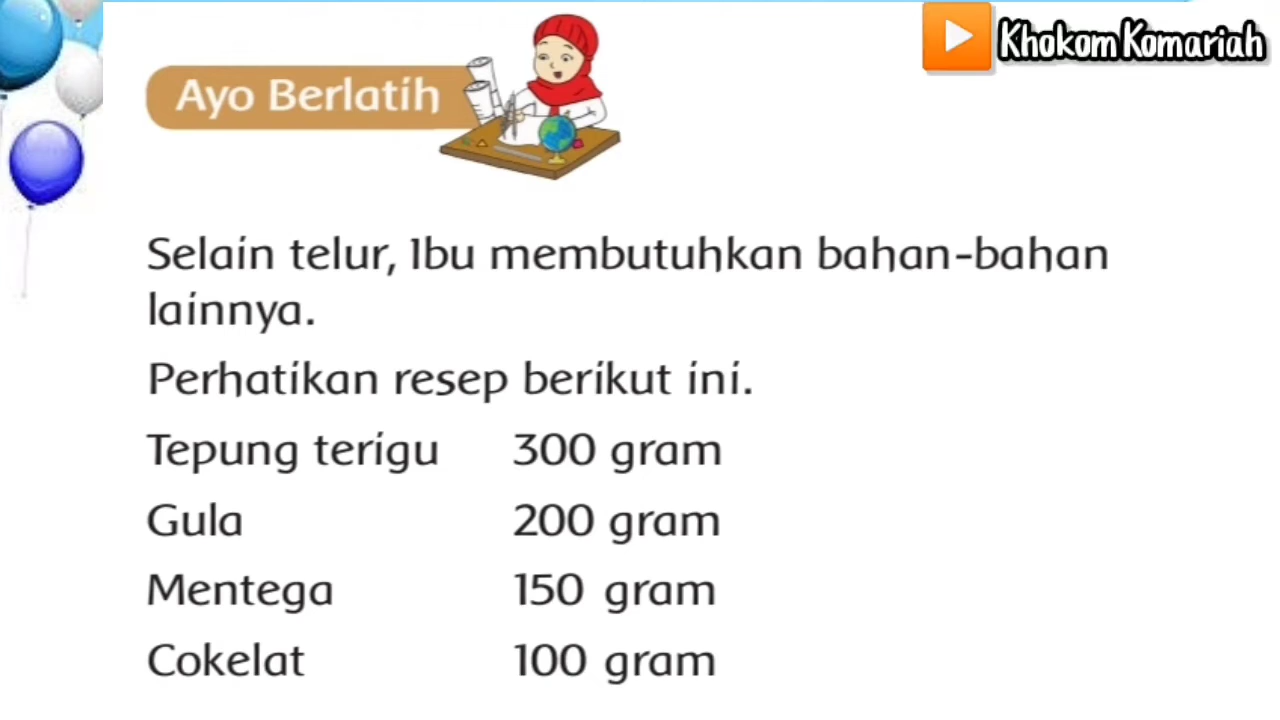 Khokom Komariah
Ayo Berlatih
Selain telur, Ibu membutuhkan bahan-bahan
lainnya.
Perhatikan resep berikut ini.
Tepung terigu 300 gram
Gula 200 gram
Mentega 150 gram
Cokelat 100 gram